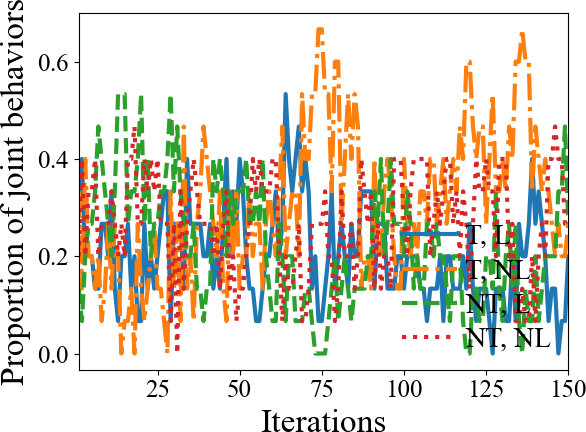 Proportion of joint behaviors
0.6
0.4
0.2
0.0
T, L
T, NL
NT, L
NT, NL
25 50 75 100 125 150
Iterations